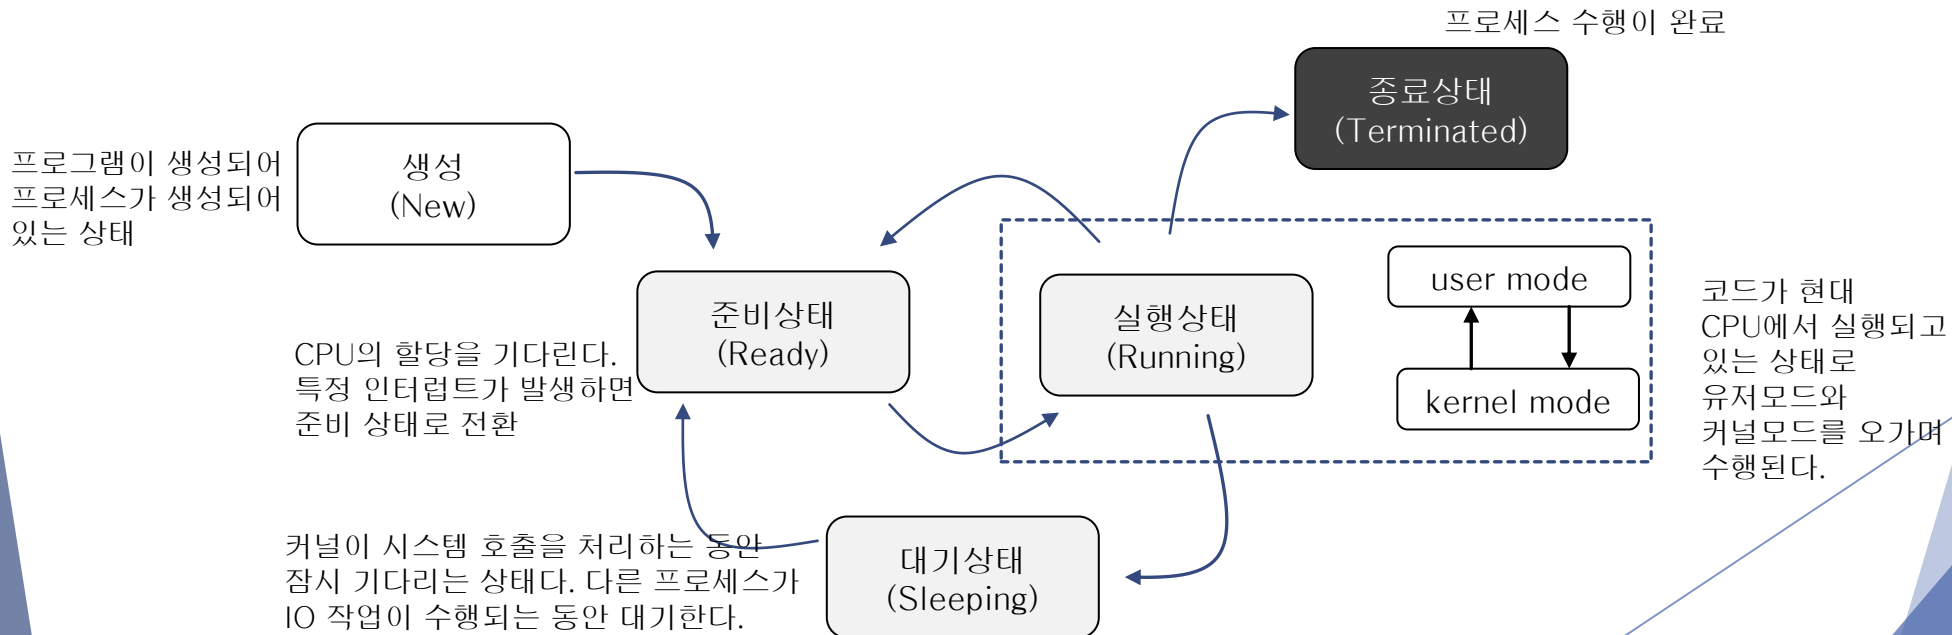 프로세스 수행이 완료
종료상태
(Terminated)
프로그램이 생성되어
프로세스가 생성되어
있는 상태
생성
(New)
준비상태
(Ready)
실행상태
(Running)
user mode
kernel mode
코드가 현대
CPU에서 실행되고
있는 상태로
유저모드와
커널모드를 오가며
수행된다.
CPU의 할당을 기다린다.
특정 인터럽트가 발생하면
준비 상태로 전환
커널이 시스템 호출을 처리하는 동안
잠시 기다리는 상태다. 다른 프로세스가
IO 작업이 수행되는 동안 대기한다.
대기상태
(Sleeping)